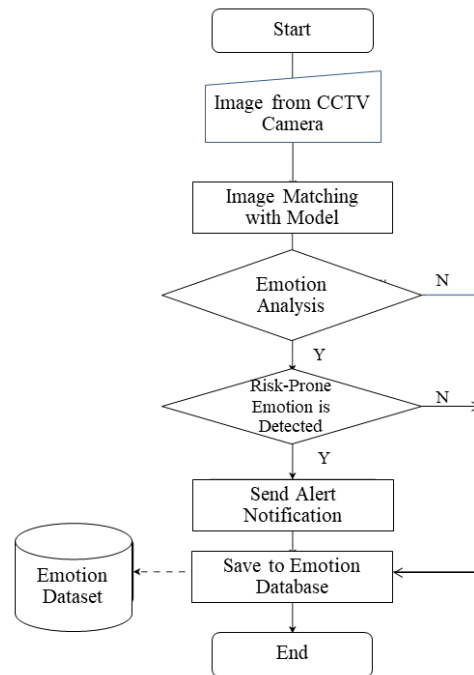 Start
Image from CCTV
Camera
Image Matching
with Model
Emotion
Analysis
N
Y
Risk-Prone
Emotion is
Detected
N
Y
Send Alert
Notification
Emotion
Dataset
Save to Emotion
Database
End